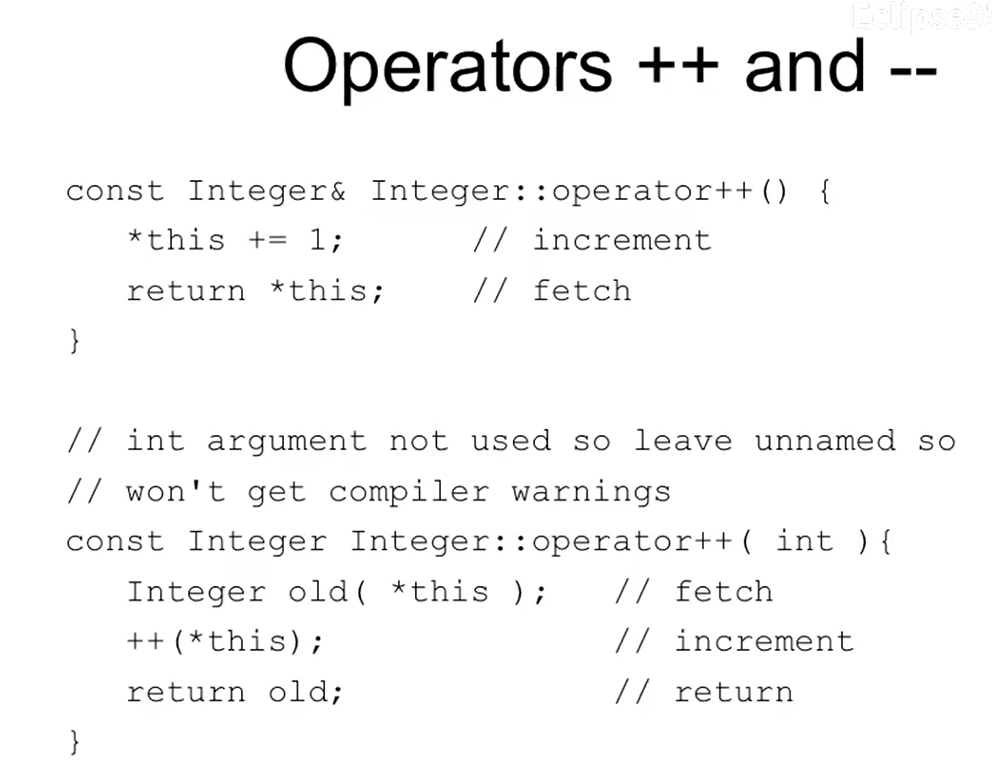 Operators ++ and --
const Integer& Integer::operator++() {
*this += 1; // increment
return *this; // fetch
}
// int argument not used so leave unnamed so
// won't get compiler warnings
const Integer Integer::operator++( int ){
Integer old( *this ); // fetch
++(*this); // increment
return old; // return
}